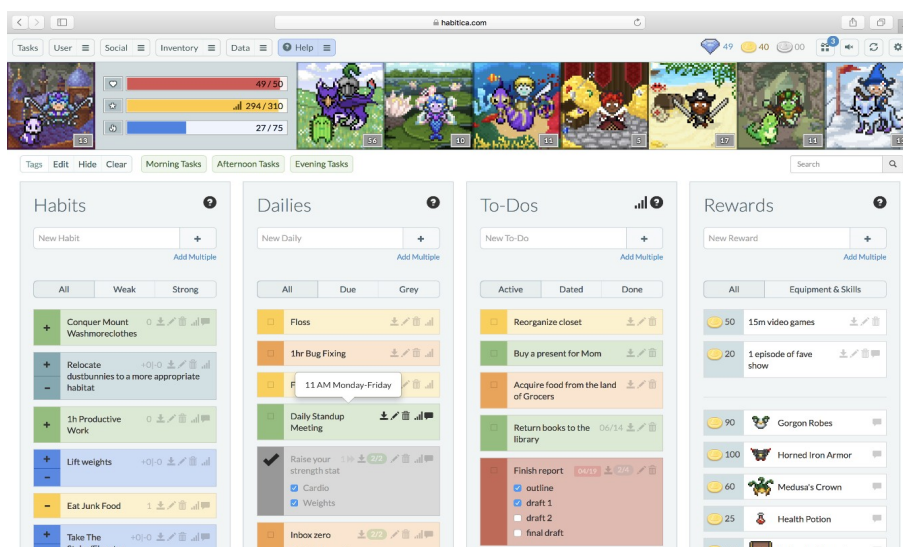 habitica.com
Tasks
User
Social
Inventory
Data
Help
49
40
00
3
49 / 50
294 / 310
27 / 75
13
56
10
11
5
17
11
Tags Edit Hide Clear
Morning Tasks
Afternoon Tasks
Evening Tasks
Search
Habits
New Habit
+
Add Multiple
All Weak Strong
+ Conquer Mount 0
Washmoreclothes
+ Relocate +0|-0
dustbunnies to a more appropriate
- habitat
+ 1h Productive 0
Work
+ Lift weights +0|-0
-
- Eat Junk Food 1
+ Take The +0|-0
Dailies
New Daily
+
Add Multiple
All Due Grey
Floss
1hr Bug Fixing
11 AM Monday-Friday
Daily Standup
Meeting
Raise your 1 2/2
strength stat
Cardio
Weights
Inbox zero 2/2
To-Dos
New To-Do
+
Add Multiple
Active Dated Done
Reorganize closet
Buy a present for Mom
Acquire food from the land
of Grocers
Return books to the 06/14
library
Finish report 04/19 2/4
outline
draft 1
draft 2
final draft
Rewards
New Reward
+
Add Multiple
All Equipment & Skills
50 15m video games
20 1 episode of fave
show
90 Gorgon Robes
100 Horned Iron Armor
60 Medusa's Crown
25 Health Potion